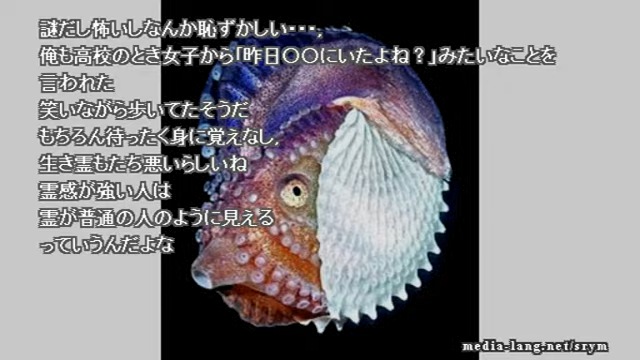 謎だし怖いしなんか恥ずかしい・・・;
俺も高校のとき女子から「昨日〇〇にいたよね？」みたいなことを
言われた
笑いながら歩いてたそうだ
もちろん待ったく身に覚えなし.
生き霊もたち悪いらしいね
霊感が強い人は
霊が普通の人のように見える
っていうんだよな
media-lang.net/srym